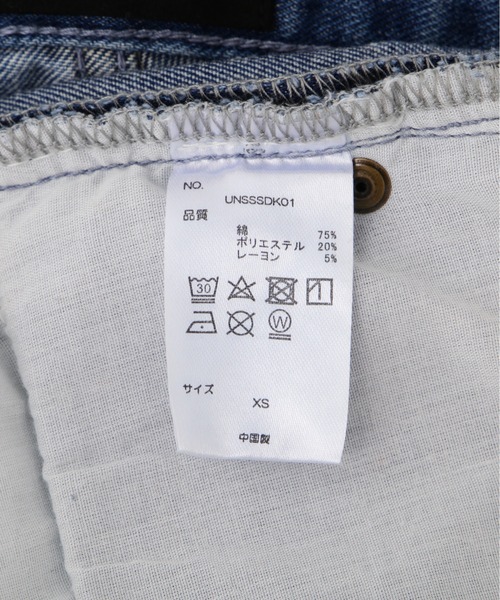 NO.
UNSSSDK01
品質
綿 75%
ポリエステル 20%
レーヨン 5%
30
W
サイズ
XS
中国製